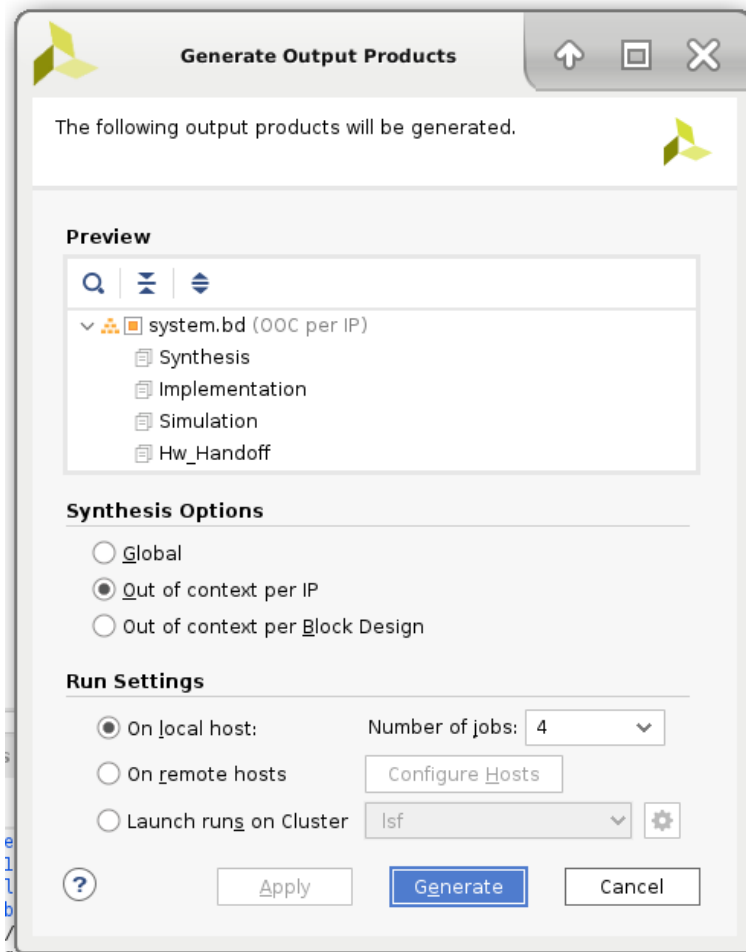 Generate Output Products
The following output products will be generated.
Preview
system.bd (OOC per IP)
Synthesis
Implementation
Simulation
Hw_Handoff
Synthesis Options
Global
Out of context per IP
Out of context per Block Design
Run Settings
On local host: Number of jobs: 4
On remote hosts Configure Hosts
Launch runs on Cluster lsf
? Apply Generate Cancel